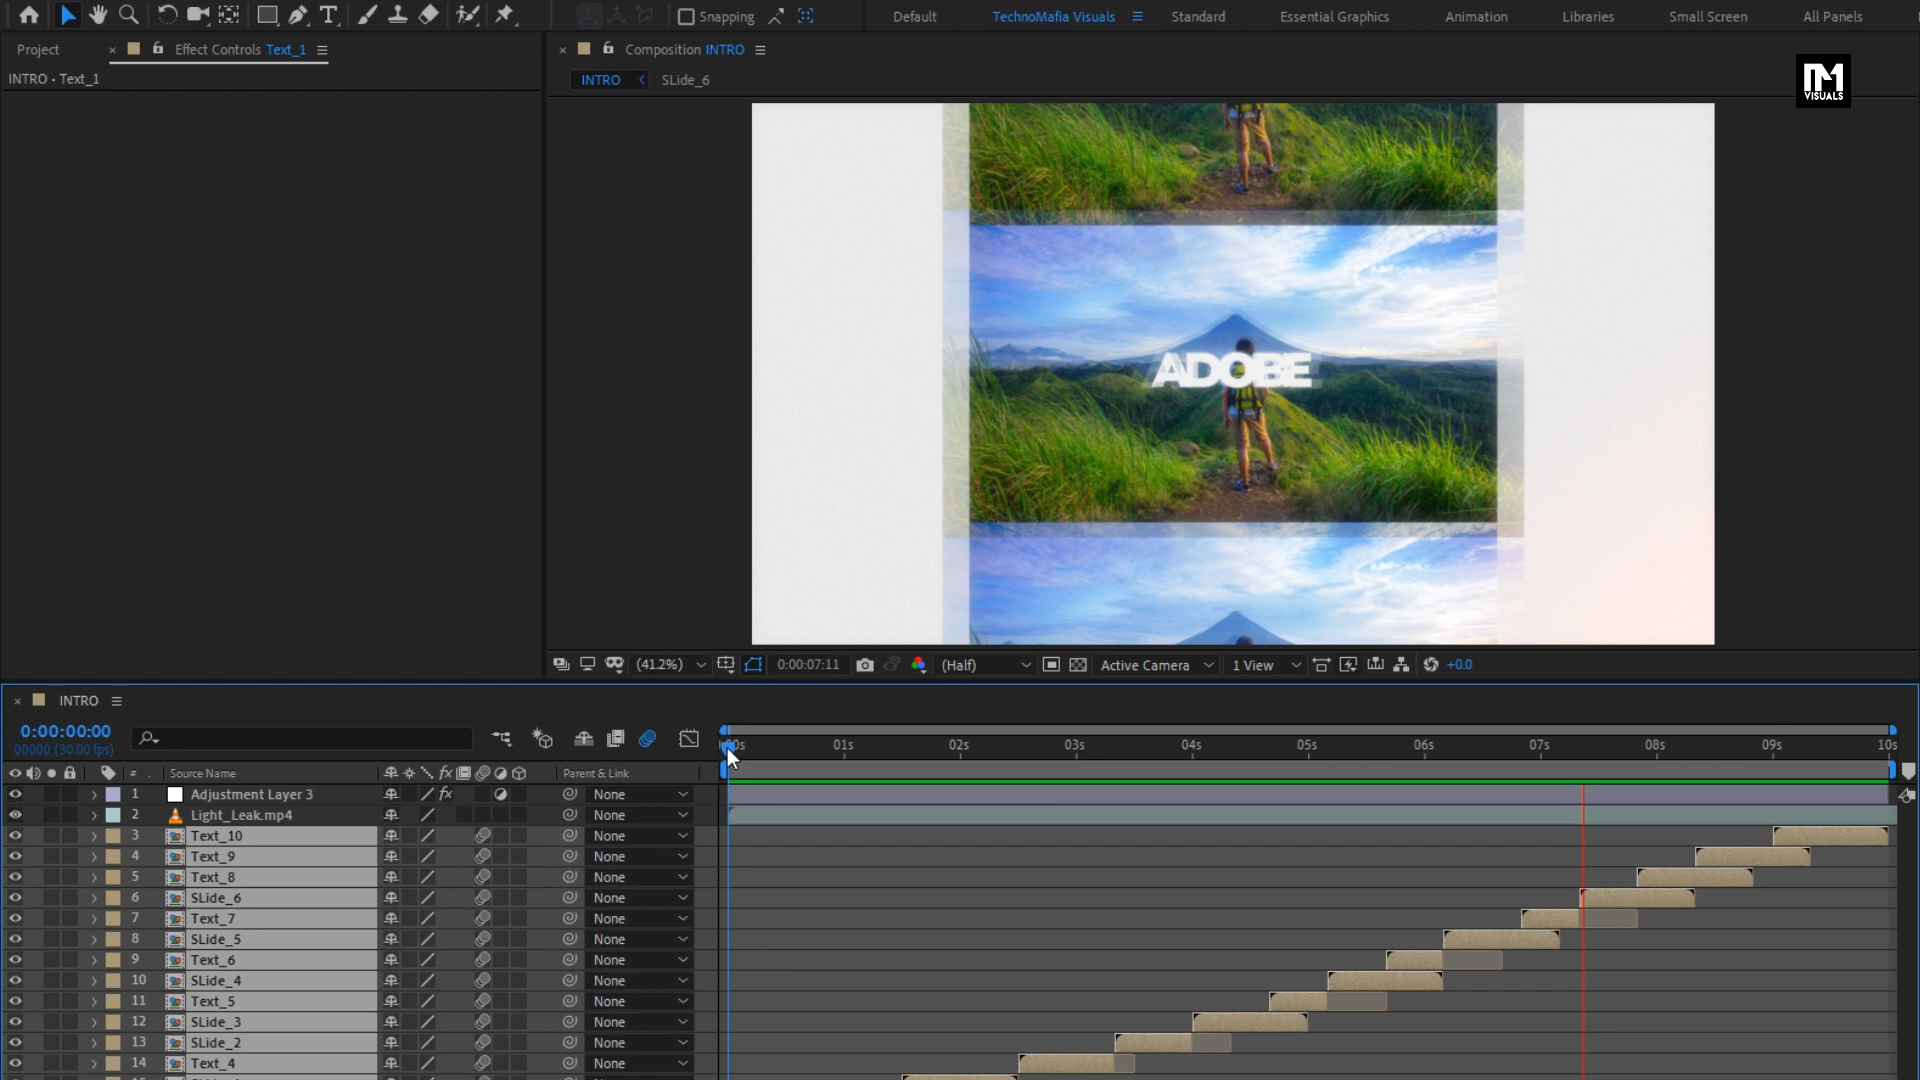 Snapping
Default
TechnoMafia Visuals
Standard
Essential Graphics
Animation
Libraries
Small Screen
All Panels
Project
Effect Controls Text_1
Composition INTRO
INTRO • Text_1
INTRO
SLide_6
VISUALS
ADOBE
(41.2%)
0:00:07:11
(Half)
Active Camera
1 View
+0.0
INTRO
0:00:00:00
00000 (30.00 fps)
00s 01s 02s 03s 04s 05s 06s 07s 08s 09s 10s
# Source Name fx Parent & Link
1 Adjustment Layer 3 fx None
2 Light_Leak.mp4 None
3 Text_10 None
4 Text_9 None
5 Text_8 None
6 SLide_6 None
7 Text_7 None
8 SLide_5 None
9 Text_6 None
10 SLide_4 None
11 Text_5 None
12 SLide_3 None
13 SLide_2 None
14 Text_4 None